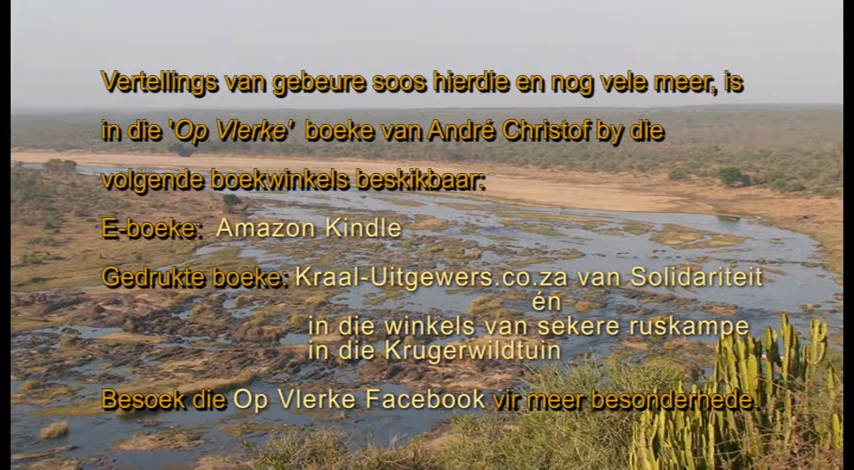 Vertellings van gebeure soos hierdie en nog vele meer, is
in die 'Op Vlerke' boeke van André Christof by die
volgende boekwinkels beskikbaar:
E-boeke: Amazon Kindle
Gedrukte boeke: Kraal-Uitgewers.co.za van Solidariteit
én
in die winkels van sekere ruskampe
in die Krugerwildtuin
Besoek die Op Vlerke Facebook vir meer besonderhede.